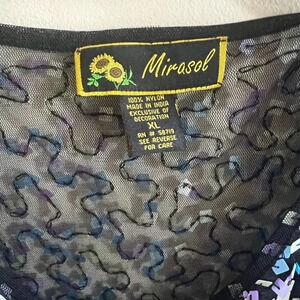 Mirasol
100% NYLON
MADE IN INDIA
EXCLUSIVE OF
DECORATION
XL
RN # 58719
SEE REVERSE
FOR CARE